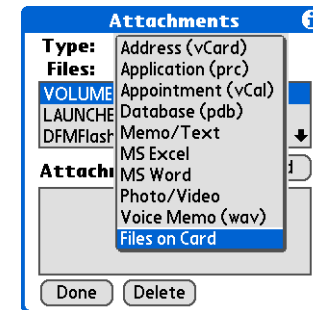 Attachments
Type:
Address (vCard)
Application (prc)
Files:
Appointment (vCal)
VOLUME
Database (pdb)
LAUNCHE
Memo/Text
DFMFlash
MS Excel
MS Word
Photo/Video
Voice Memo (wav)
Files on Card
Done Delete